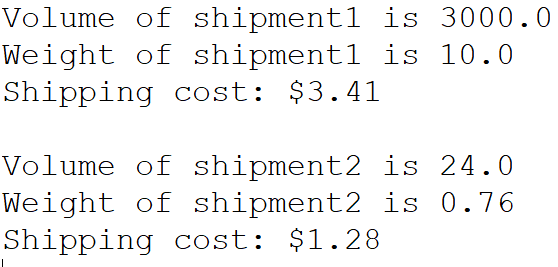 Volume of shipment1 is 3000.0
Weight of shipment1 is 10.0
Shipping cost: $3.41
Volume of shipment2 is 24.0
Weight of shipment2 is 0.76
Shipping cost: $1.28